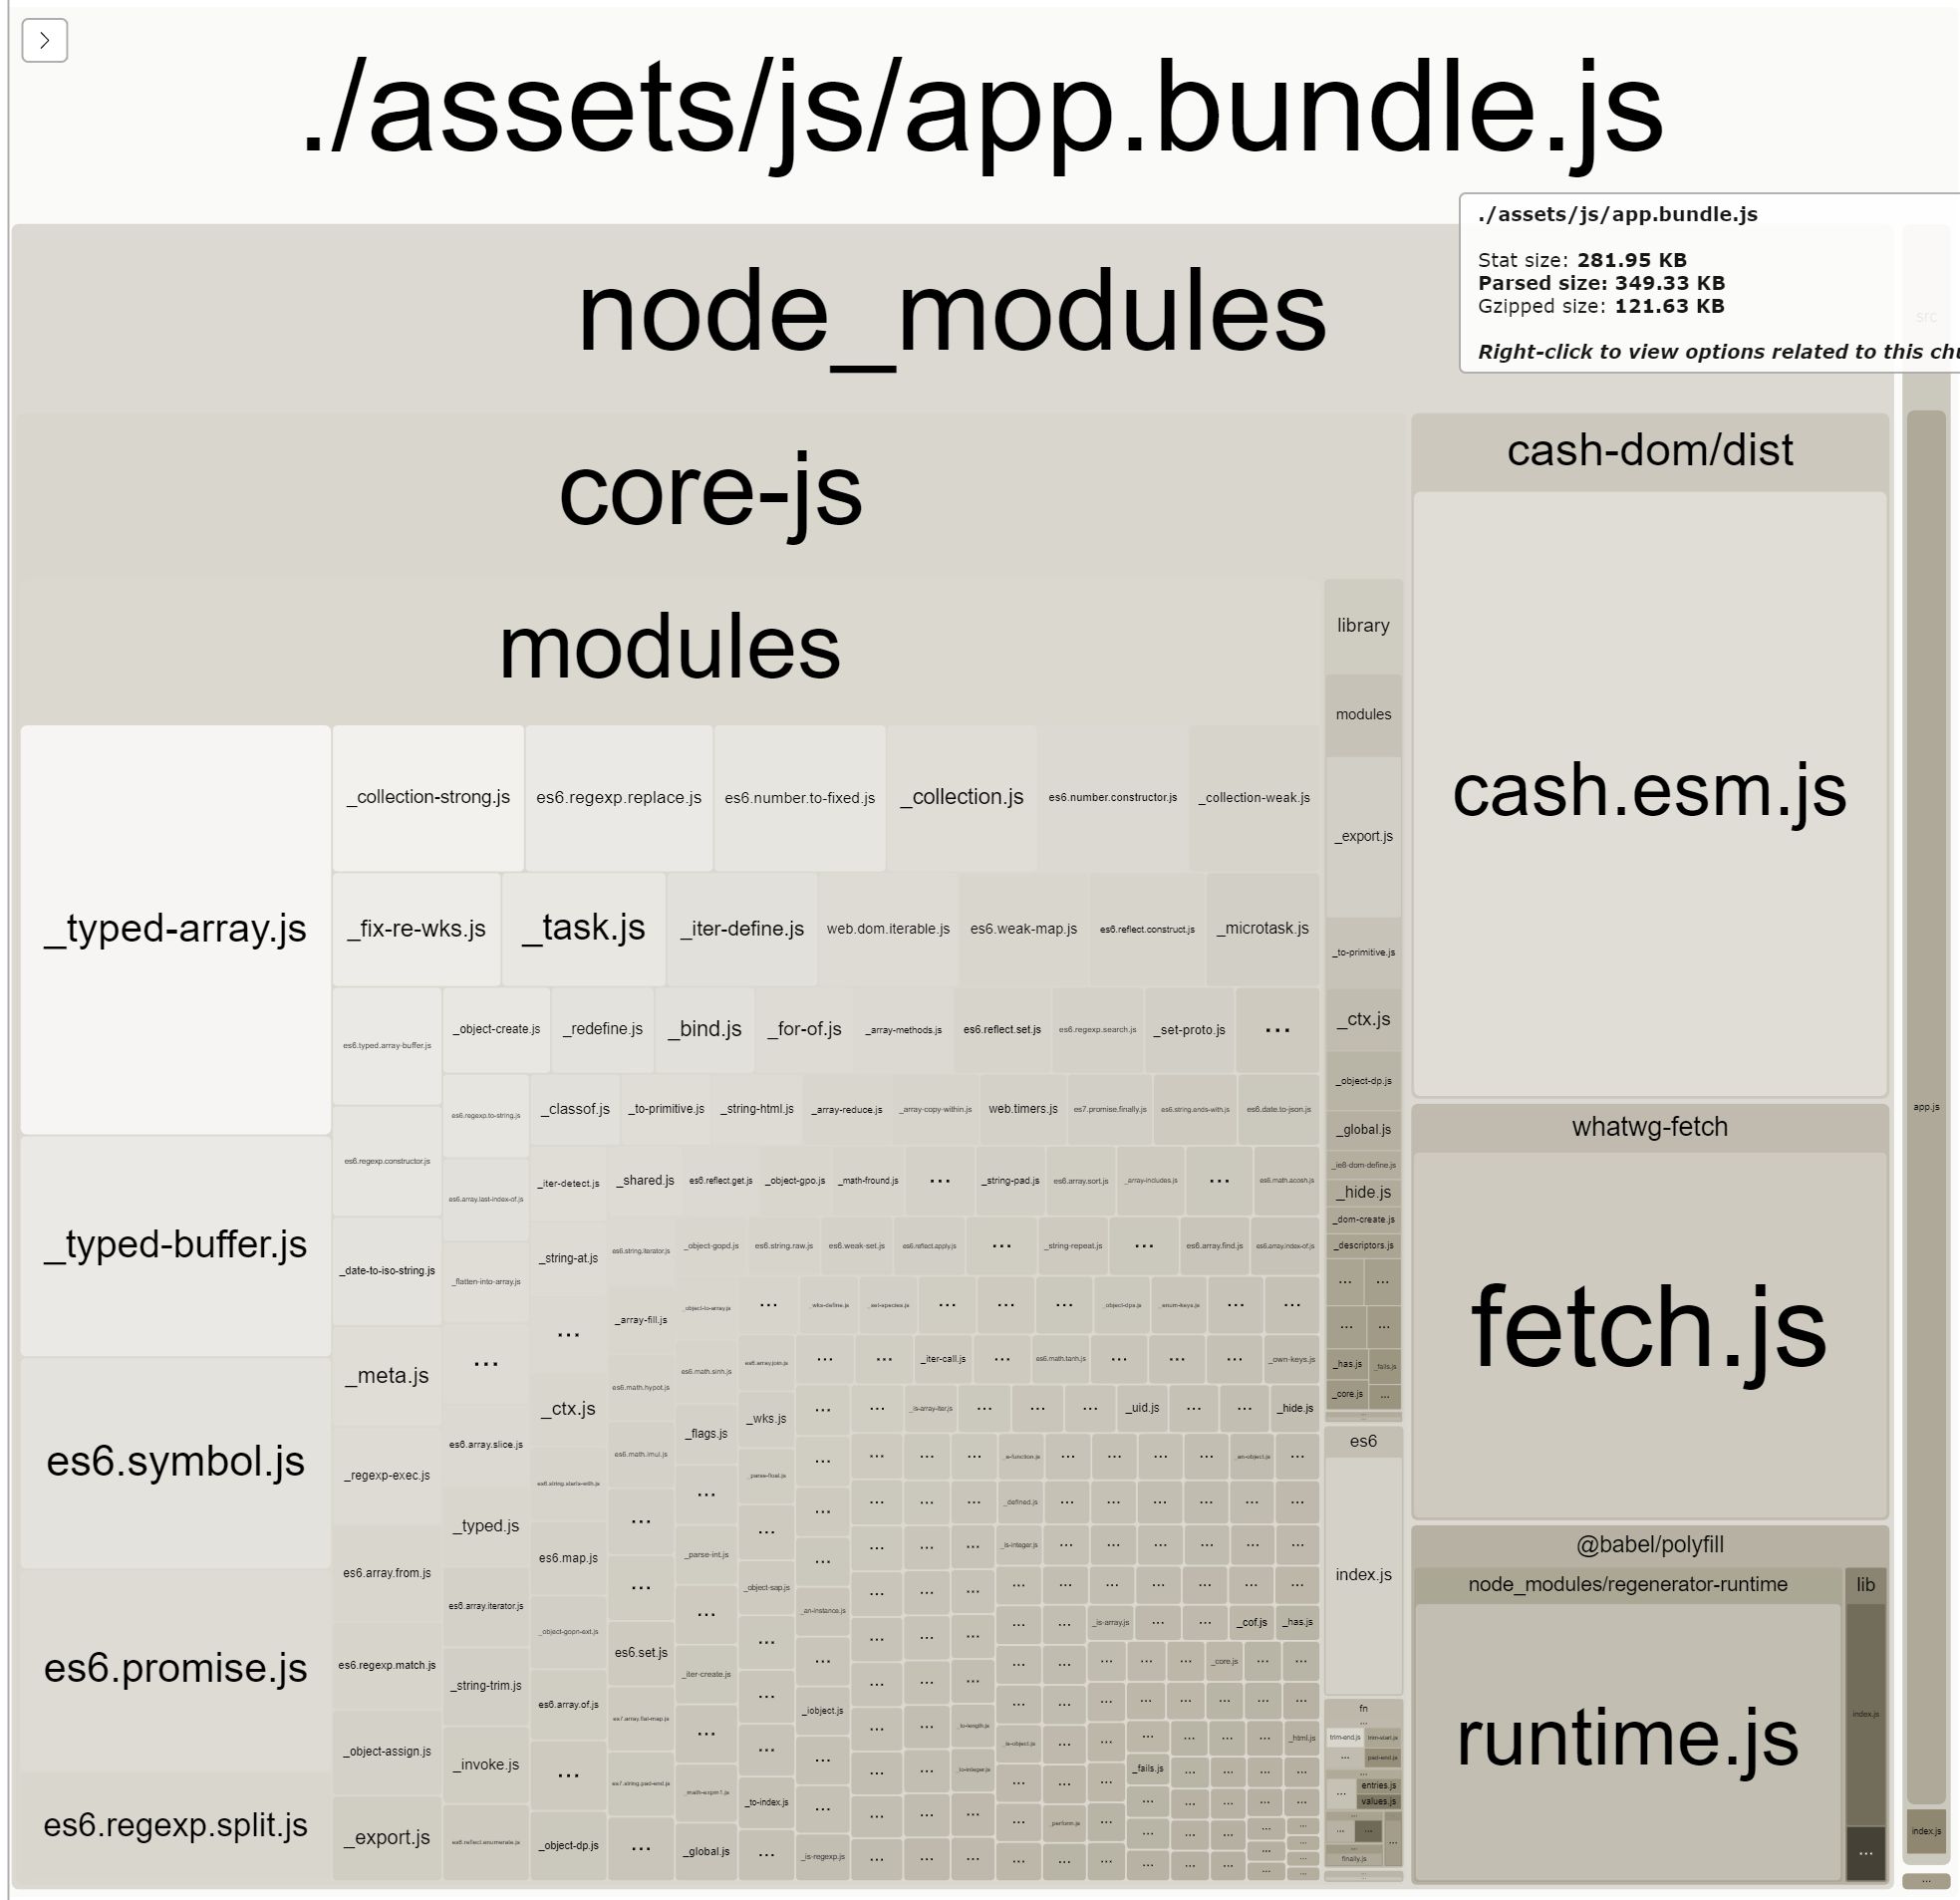 ./assets/js/app.bundle.js
./assets/js/app.bundle.js
Stat size: 281.95 KB
Parsed size: 349.33 KB
Gzipped size: 121.63 KB
Right-click to view options related to this chu
src
node_modules
core-js
modules
_typed-array.js
_typed-buffer.js
es6.symbol.js
es6.promise.js
es6.regexp.split.js
_collection-strong.js
es6.regexp.replace.js
es6.number.to-fixed.js
_collection.js
es6.number.constructor.js
_collection-weak.js
_fix-re-wks.js
_task.js
_iter-define.js
web.dom.iterable.js
es6.weak-map.js
es6.reflect.construct.js
_microtask.js
es6.typed.array-buffer.js
_object-create.js
_redefine.js
_bind.js
_for-of.js
_array-methods.js
es6.reflect.set.js
es6.regexp.search.js
_set-proto.js
...
es6.regexp.constructor.js
es6.regexp.to-string.js
_classof.js
_to-primitive.js
_string-html.js
_array-reduce.js
_array-copy-within.js
web.timers.js
es7.promise.finally.js
es6.string.ends-with.js
es6.date.to-json.js
es6.array.last-index-of.js
_iter-detect.js
_shared.js
es6.reflect.get.js
_object-gpo.js
_math-fround.js
...
_string-pad.js
es6.array.sort.js
_array-includes.js
...
es6.math.acosh.js
_date-to-iso-string.js
_flatten-into-array.js
_string-at.js
es6.string.iterator.js
_object-gopd.js
es6.string.raw.js
es6.weak-set.js
es6.reflect.apply.js
...
_string-repeat.js
...
es6.array.find.js
es6.array.index-of.js
_array-fill.js
_object-to-array.js
...
_wks-define.js
_set-species.js
...
_object-dps.js
_enum-keys.js
...
_meta.js
...
_ctx.js
es6.math.hypot.js
es6.math.sinh.js
es6.array.join.js
_iter-call.js
es6.math.tanh.js
_own-keys.js
_regexp-exec.js
es6.array.slice.js
es6.string.starts-with.js
es6.math.imul.js
_flags.js
_wks.js
_is-array-iter.js
_uid.js
_hide.js
_parse-float.js
_a-function.js
_an-object.js
_defined.js
es6.array.from.js
_typed.js
es6.map.js
_parse-int.js
_object-sap.js
_is-integer.js
es6.array.iterator.js
_object-gopn-ext.js
es6.set.js
_an-instance.js
_is-array.js
_cof.js
_has.js
es6.regexp.match.js
_string-trim.js
es6.array.of.js
es7.array.flat-map.js
_iter-create.js
_iobject.js
_core.js
_to-length.js
_is-object.js
_html.js
_object-assign.js
_invoke.js
...
es7.string.pad-end.js
_math-expm1.js
_to-index.js
_to-integer.js
_fails.js
_export.js
es6.reflect.enumerate.js
_object-dp.js
...
_global.js
...
_is-regexp.js
_perform.js
library
modules
_export.js
_to-primitive.js
_ctx.js
_object-dp.js
_global.js
_ie8-dom-define.js
_hide.js
_dom-create.js
_descriptors.js
...
_has.js
_fails.js
_core.js
...
es6
index.js
fn
...
trim-end.js
trim-start.js
pad-end.js
entries.js
values.js
finally.js
cash-dom/dist
cash.esm.js
whatwg-fetch
fetch.js
@babel/polyfill
node_modules/regenerator-runtime
runtime.js
lib
index.js
...
app.js
index.js
...